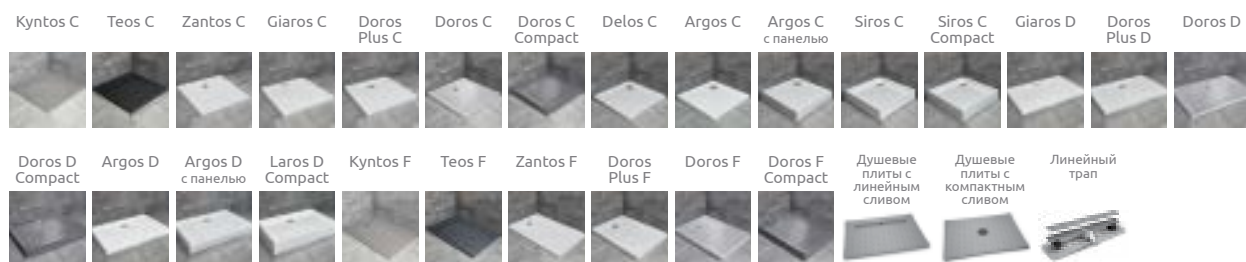 Kyntos C
Teos C
Zantos C
Giaros C
Doros
Plus C
Doros C
Doros C
Compact
Delos C
Argos C
Argos C
с панелью
Siros C
Siros C
Compact
Giaros D
Doros
Plus D
Doros D
Doros D
Compact
Argos D
Argos D
с панелью
Laros D
Compact
Kyntos F
Teos F
Zantos F
Doros
Plus F
Doros F
Doros F
Compact
Душевые
плиты с
линейным
сливом
Душевые
плиты с
компактным
сливом
Линейный
трап